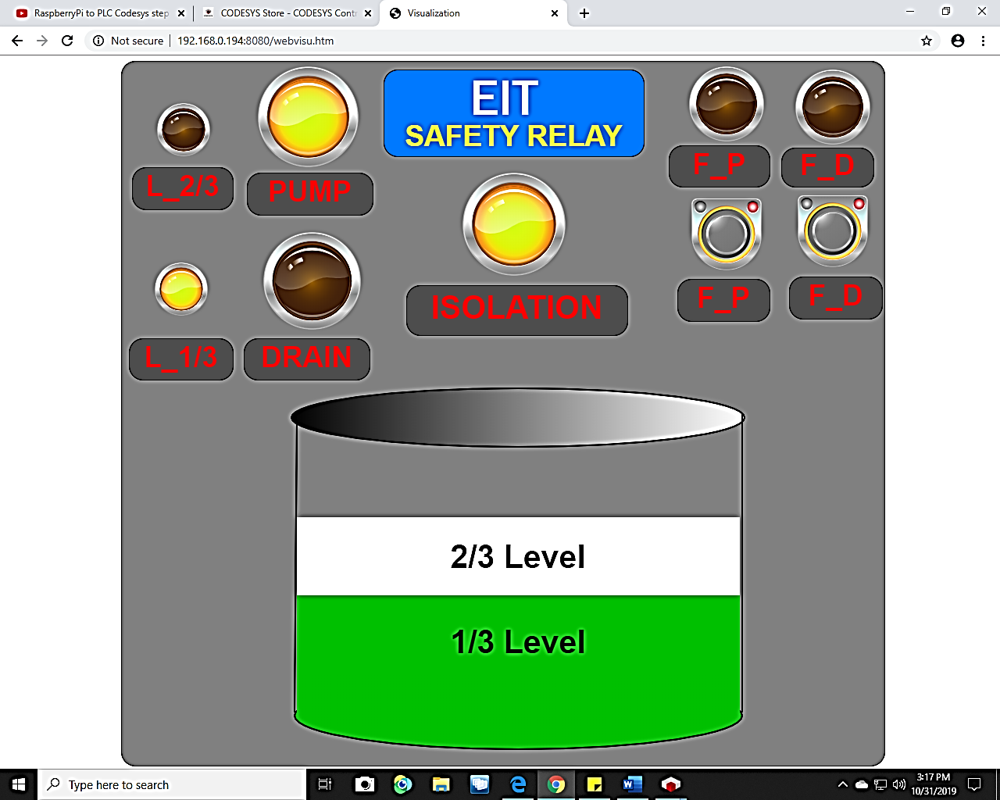 RaspberryPi to PLC Codesys step
CODESYS Store - CODESYS Contr
Visualization
Not secure
192.168.0.194:8080/webvisu.htm
EIT
SAFETY RELAY
L_2/3
PUMP
F_P
F_D
ISOLATION
F_P
F_D
L_1/3
DRAIN
2/3 Level
1/3 Level
Type here to search
3:17 PM
10/31/2019